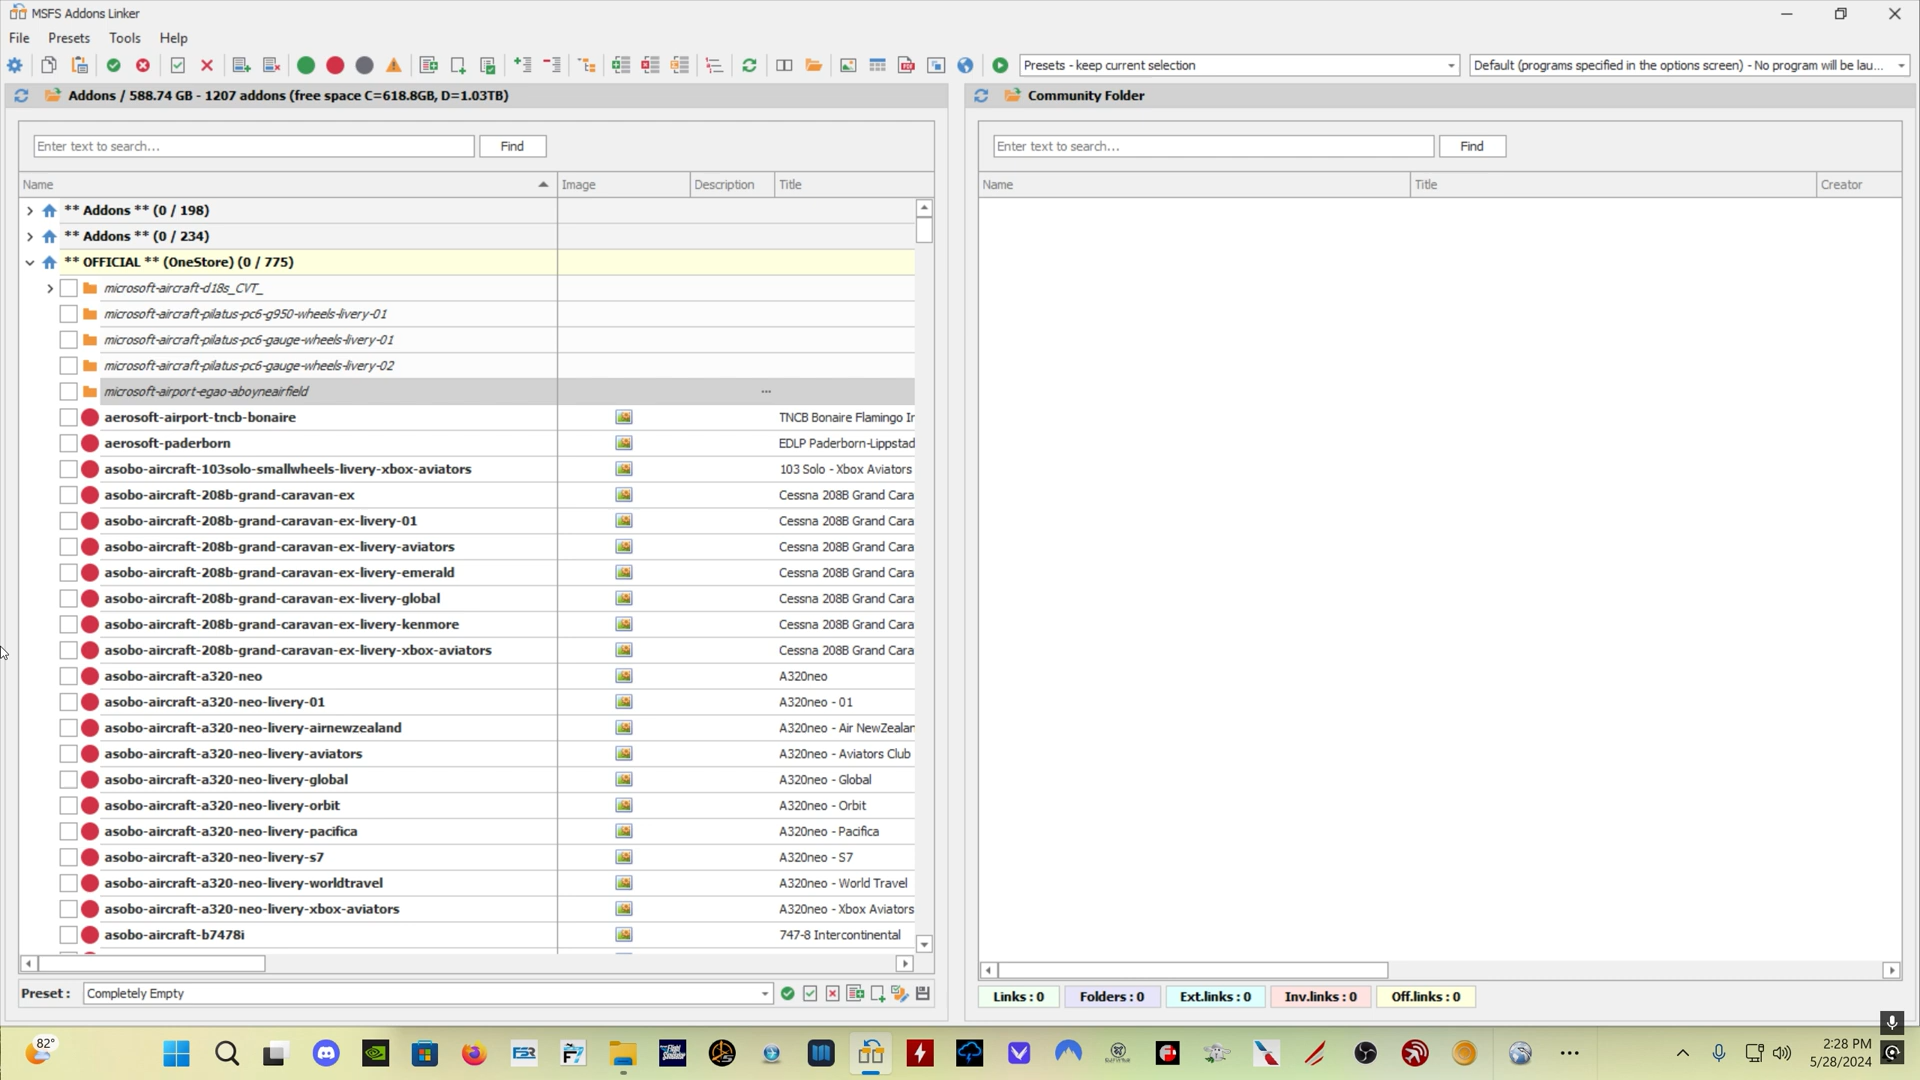 MSFS Addons Linker
File Presets Tools Help
Presets - keep current selection
Default (programs specified in the options screen) - No program will be lau...
Addons / 588.74 GB - 1207 addons (free space C=618.8GB, D=1.03TB)
Community Folder
Enter text to search... Find
Enter text to search... Find
Name Image Description Title
Name Title Creator
** Addons ** (0 / 198)
** Addons ** (0 / 234)
** OFFICIAL ** (OneStore) (0 / 775)
microsoft-aircraft-d18s_CVT_
microsoft-aircraft-pilatus-pc6-g950-wheels-livery-01
microsoft-aircraft-pilatus-pc6-gauge-wheels-livery-01
microsoft-aircraft-pilatus-pc6-gauge-wheels-livery-02
microsoft-airport-egao-aboyneairfield ...
aerosoft-airport-tncb-bonaire TNCB Bonaire Flamingo Ir
aerosoft-paderborn EDLP Paderborn-Lippstad
asobo-aircraft-103solo-smallwheels-livery-xbox-aviators 103 Solo - Xbox Aviators
asobo-aircraft-208b-grand-caravan-ex Cessna 208B Grand Cara
asobo-aircraft-208b-grand-caravan-ex-livery-01 Cessna 208B Grand Cara
asobo-aircraft-208b-grand-caravan-ex-livery-aviators Cessna 208B Grand Cara
asobo-aircraft-208b-grand-caravan-ex-livery-emerald Cessna 208B Grand Cara
asobo-aircraft-208b-grand-caravan-ex-livery-global Cessna 208B Grand Cara
asobo-aircraft-208b-grand-caravan-ex-livery-kenmore Cessna 208B Grand Cara
asobo-aircraft-208b-grand-caravan-ex-livery-xbox-aviators Cessna 208B Grand Cara
asobo-aircraft-a320-neo A320neo
asobo-aircraft-a320-neo-livery-01 A320neo - 01
asobo-aircraft-a320-neo-livery-airnewzealand A320neo - Air NewZealar
asobo-aircraft-a320-neo-livery-aviators A320neo - Aviators Club
asobo-aircraft-a320-neo-livery-global A320neo - Global
asobo-aircraft-a320-neo-livery-orbit A320neo - Orbit
asobo-aircraft-a320-neo-livery-pacifica A320neo - Pacifica
asobo-aircraft-a320-neo-livery-s7 A320neo - S7
asobo-aircraft-a320-neo-livery-worldtravel A320neo - World Travel
asobo-aircraft-a320-neo-livery-xbox-aviators A320neo - Xbox Aviators
asobo-aircraft-b7478i 747-8 Intercontinental
Preset : Completely Empty
Links : 0 Folders : 0 Ext.links : 0 Inv.links : 0 Off.links : 0
82°
2:28 PM
5/28/2024